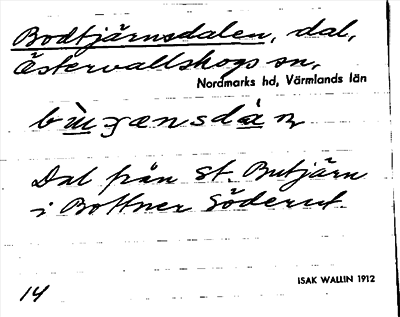 Bodtjärnsdalen, dal,
Östervallskogs sn,
Nordmarks hd, Värmlands län
Dal från St. Butjärn
i Bottner Söderut.
ISAK WALLIN 1912
14